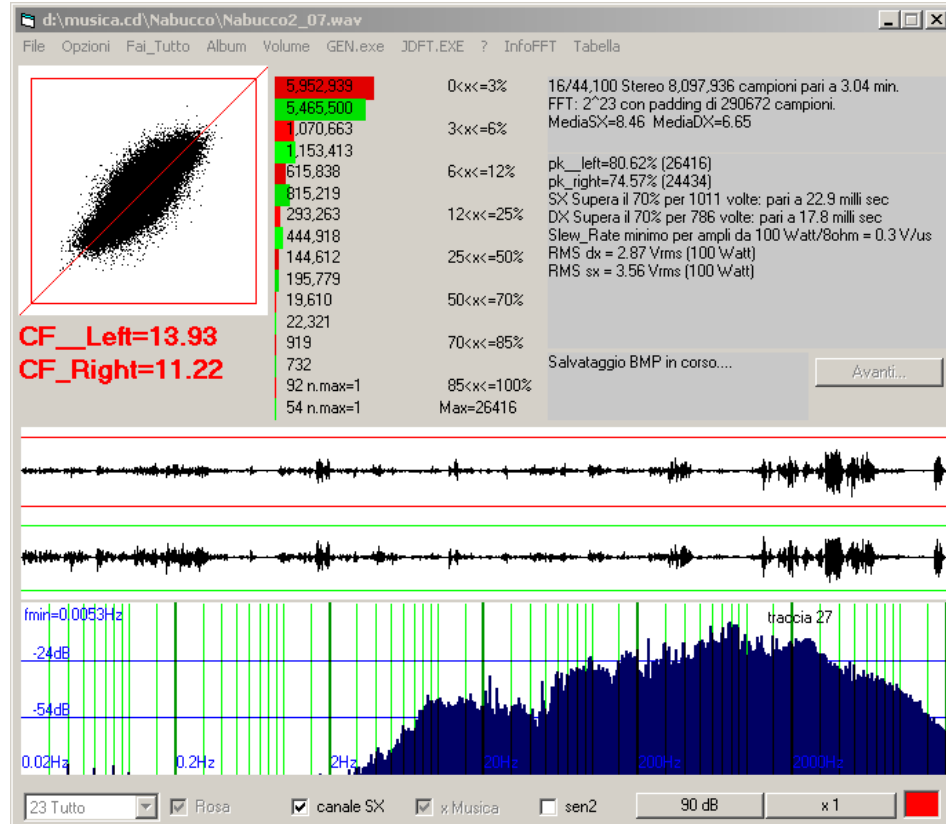 d:\musica.cd\Nabucco\Nabucco2_07.wav
File Opzioni Fai_Tutto Album Volume GEN.exe JDFT.EXE ? InfoFFT Tabella
5,952,939 0<x<=3%
5,465,500
1,070,663 3<x<=6%
1,153,413
615,838 6<x<=12%
815,219
293,263 12<x<=25%
444,918
144,612 25<x<=50%
195,779
19,610 50<x<=70%
22,321
919 70<x<=85%
732
92 n.max=1 85<x<=100%
54 n.max=1 Max=26416
CF__Left=13.93
CF_Right=11.22
16/44,100 Stereo 8,097,936 campioni pari a 3.04 min.
FFT: 2^23 con padding di 290672 campioni.
MediaSX=8.46 MediaDX=6.65
pk__left=80.62% (26416)
pk_right=74.57% (24434)
SX Supera il 70% per 1011 volte: pari a 22.9 milli sec
DX Supera il 70% per 786 volte: pari a 17.8 milli sec
Slew_Rate minimo per ampli da 100 Watt/8ohm = 0.3 V/us
RMS dx = 2.87 Vrms (100 Watt)
RMS sx = 3.56 Vrms (100 Watt)
Salvataggio BMP in corso....
Avanti...
fmin=0.0053Hz traccia 27
-24dB
-54dB
0.02Hz 0.2Hz 2Hz 20Hz 200Hz 2000Hz
23 Tutto Rosa canale SX x Musica sen2 90 dB x 1